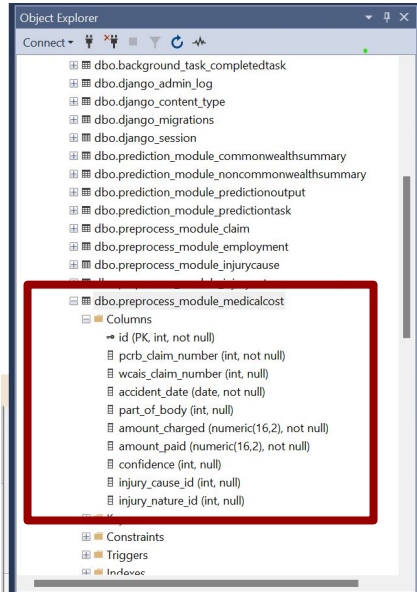 Object Explorer
Connect
dbo.background_task_completedtask
dbo.django_admin_log
dbo.django_content_type
dbo.django_migrations
dbo.django_session
dbo.prediction_module_commonwealthsummary
dbo.prediction_module_noncommonwealthsummary
dbo.prediction_module_predictionoutput
dbo.prediction_module_predictiontask
dbo.preprocess_module_claim
dbo.preprocess_module_employment
dbo.preprocess_module_injurycause
dbo.preprocess_module_medicalcost
Columns
id (PK, int, not null)
pcrb_claim_number (int, not null)
wcais_claim_number (int, null)
accident_date (date, not null)
part_of_body (int, null)
amount_charged (numeric(16,2), not null)
amount_paid (numeric(16,2), not null)
confidence (int, null)
injury_cause_id (int, null)
injury_nature_id (int, null)
Constraints
Triggers
Indexes